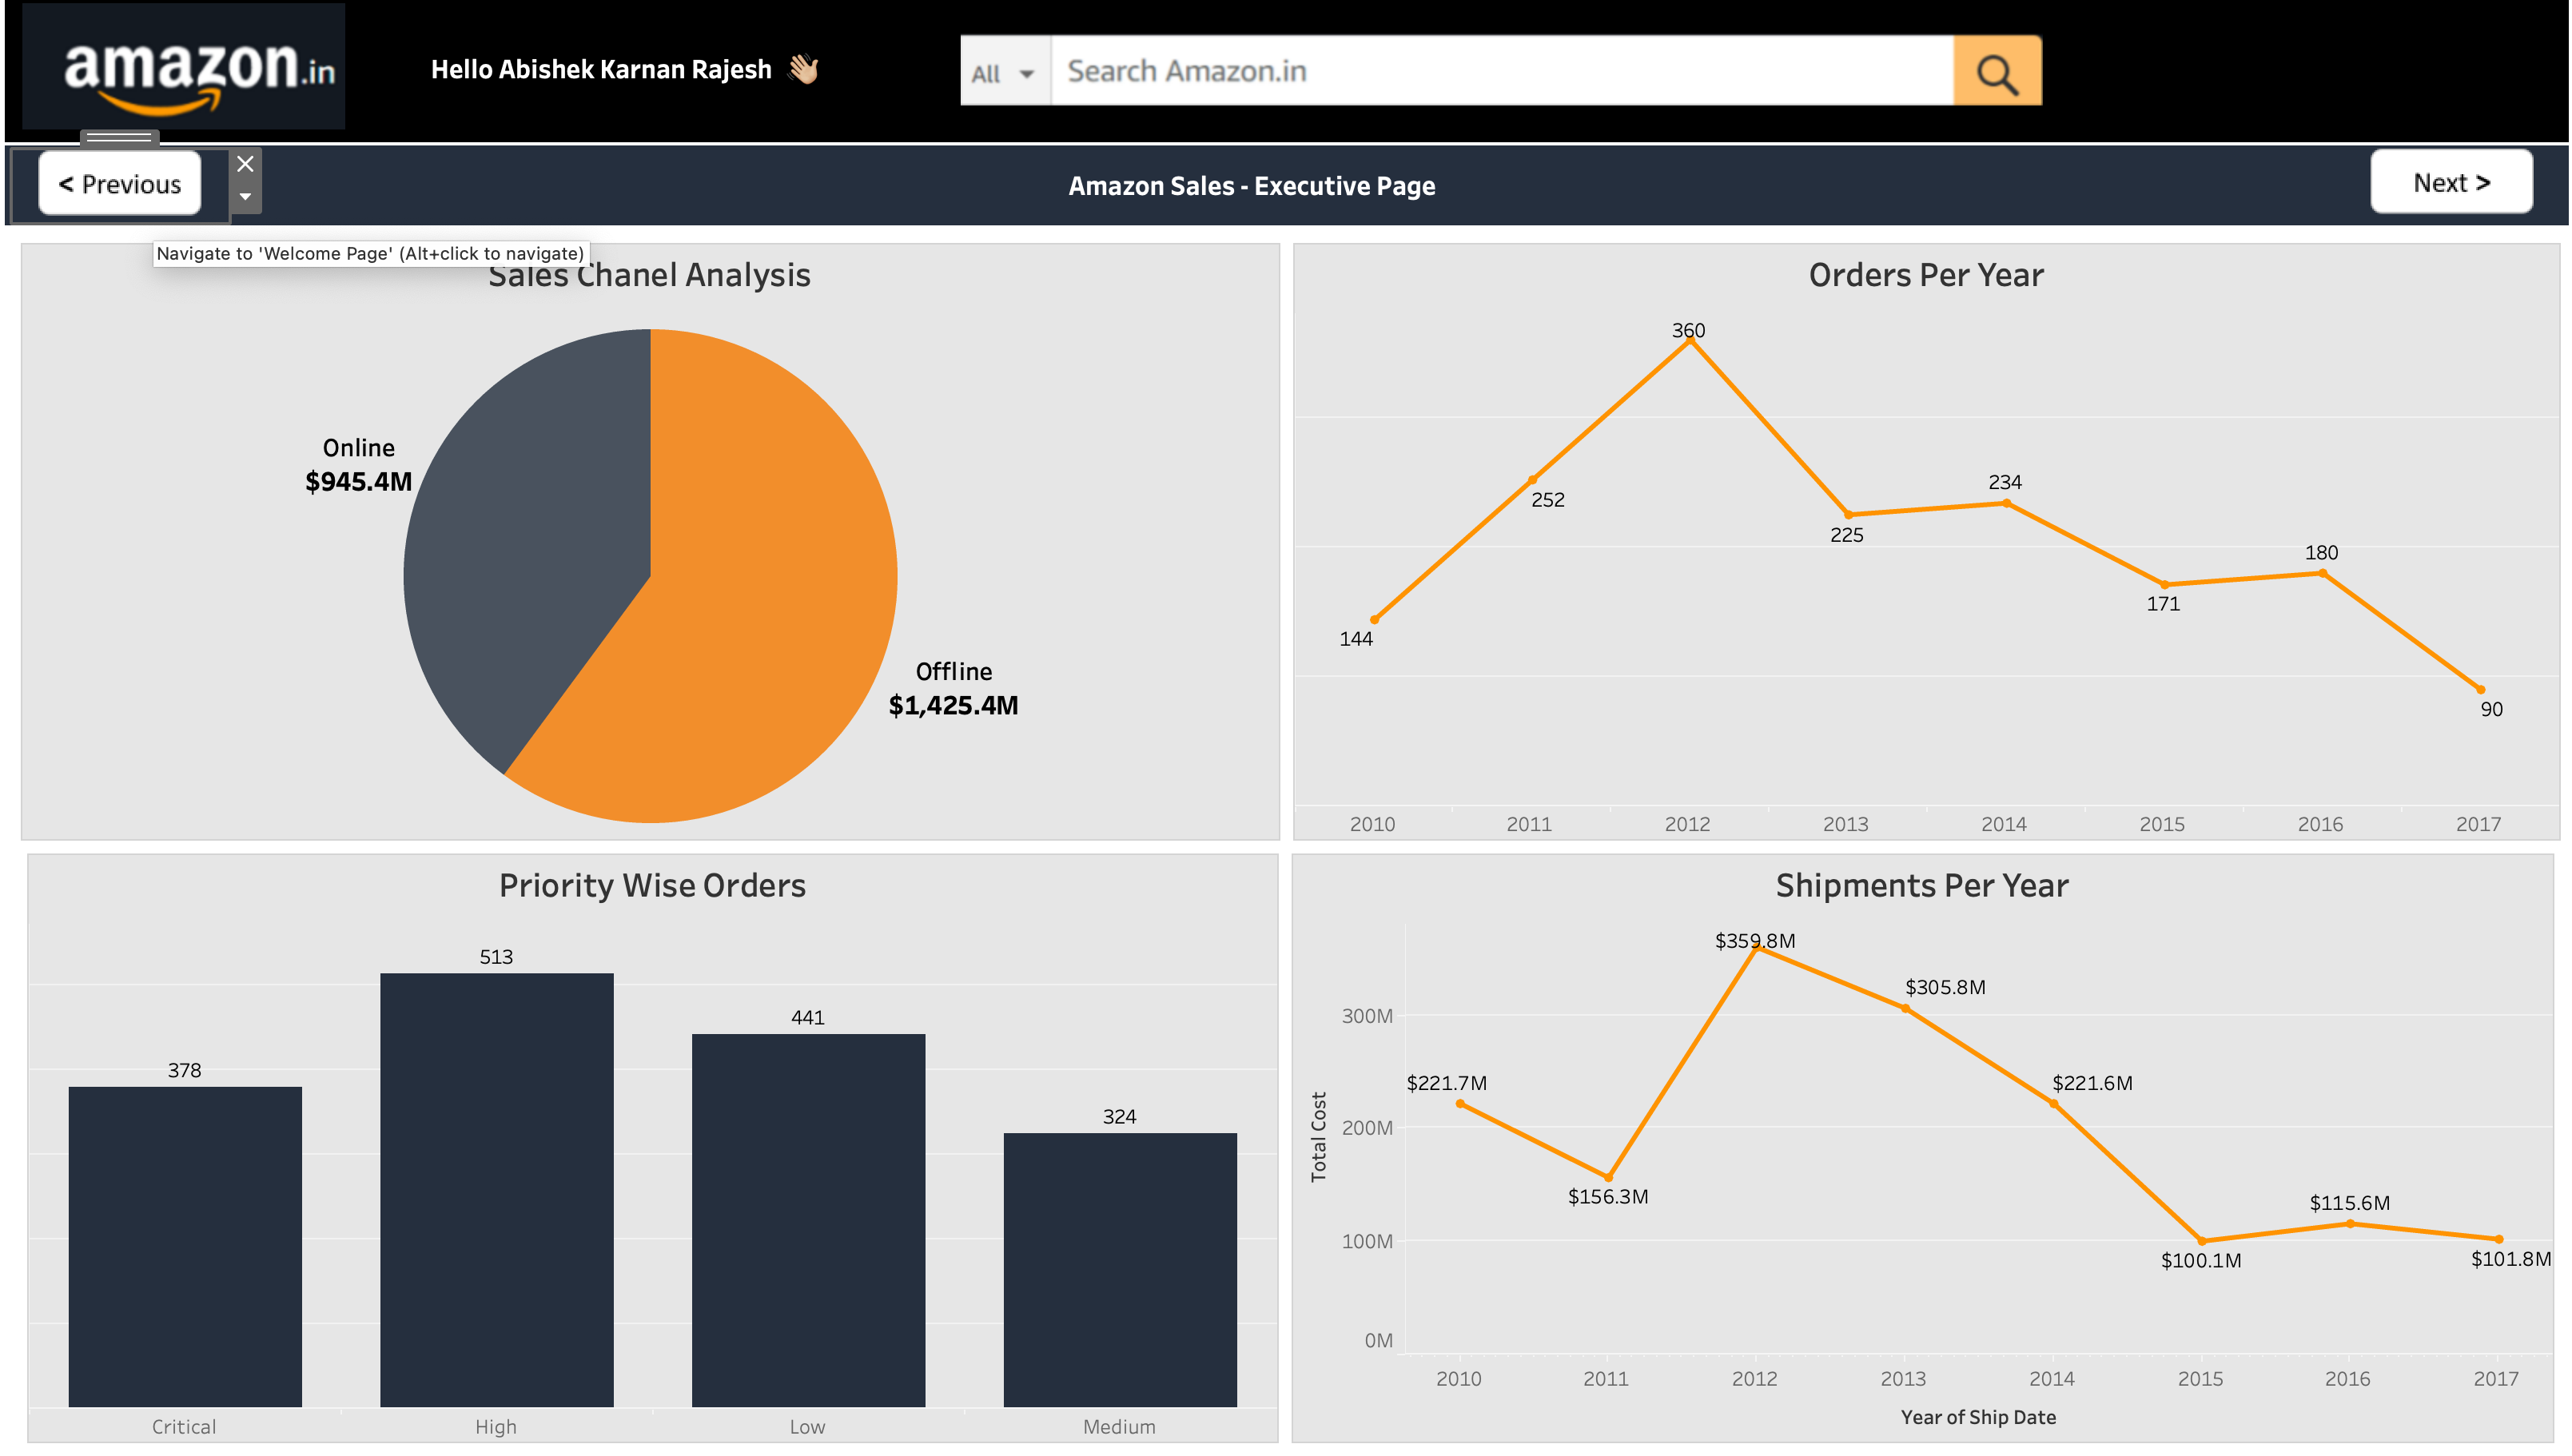 amazon.in
Hello Abishek Karnan Rajesh 👋🏼
All
Search Amazon.in
< Previous
Amazon Sales - Executive Page
Next >
Navigate to 'Welcome Page' (Alt+click to navigate)
Sales Chanel Analysis
Online
$945.4M
Offline
$1,425.4M
Orders Per Year
360
252
234
225
180
171
144
90
2010 2011 2012 2013 2014 2015 2016 2017
Priority Wise Orders
513
441
378
324
Critical High Low Medium
Shipments Per Year
$359.8M
$305.8M
300M
$221.7M
$221.6M
200M
Total Cost
$156.3M
$115.6M
100M
$100.1M
$101.8M
0M
2010 2011 2012 2013 2014 2015 2016 2017
Year of Ship Date